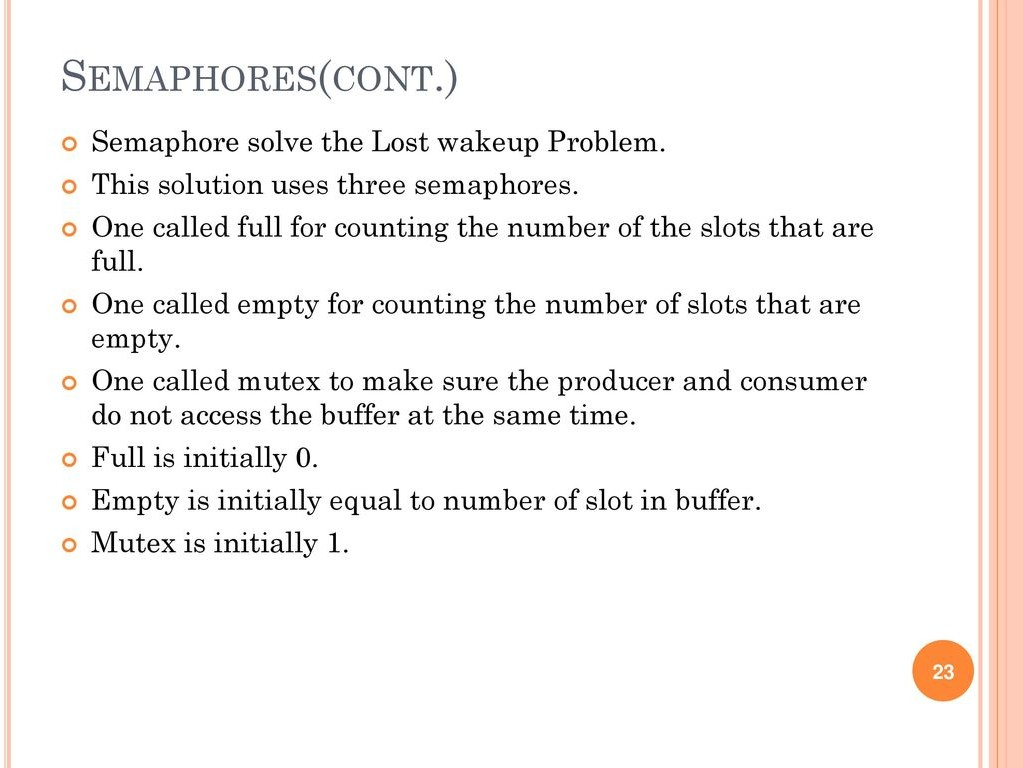 SEMAPHORES(CONT.)
Semaphore solve the Lost wakeup Problem.
This solution uses three semaphores.
One called full for counting the number of the slots that are
full.
One called empty for counting the number of slots that are
empty.
One called mutex to make sure the producer and consumer
do not access the buffer at the same time.
Full is initially 0.
Empty is initially equal to number of slot in buffer.
Mutex is initially 1.
23